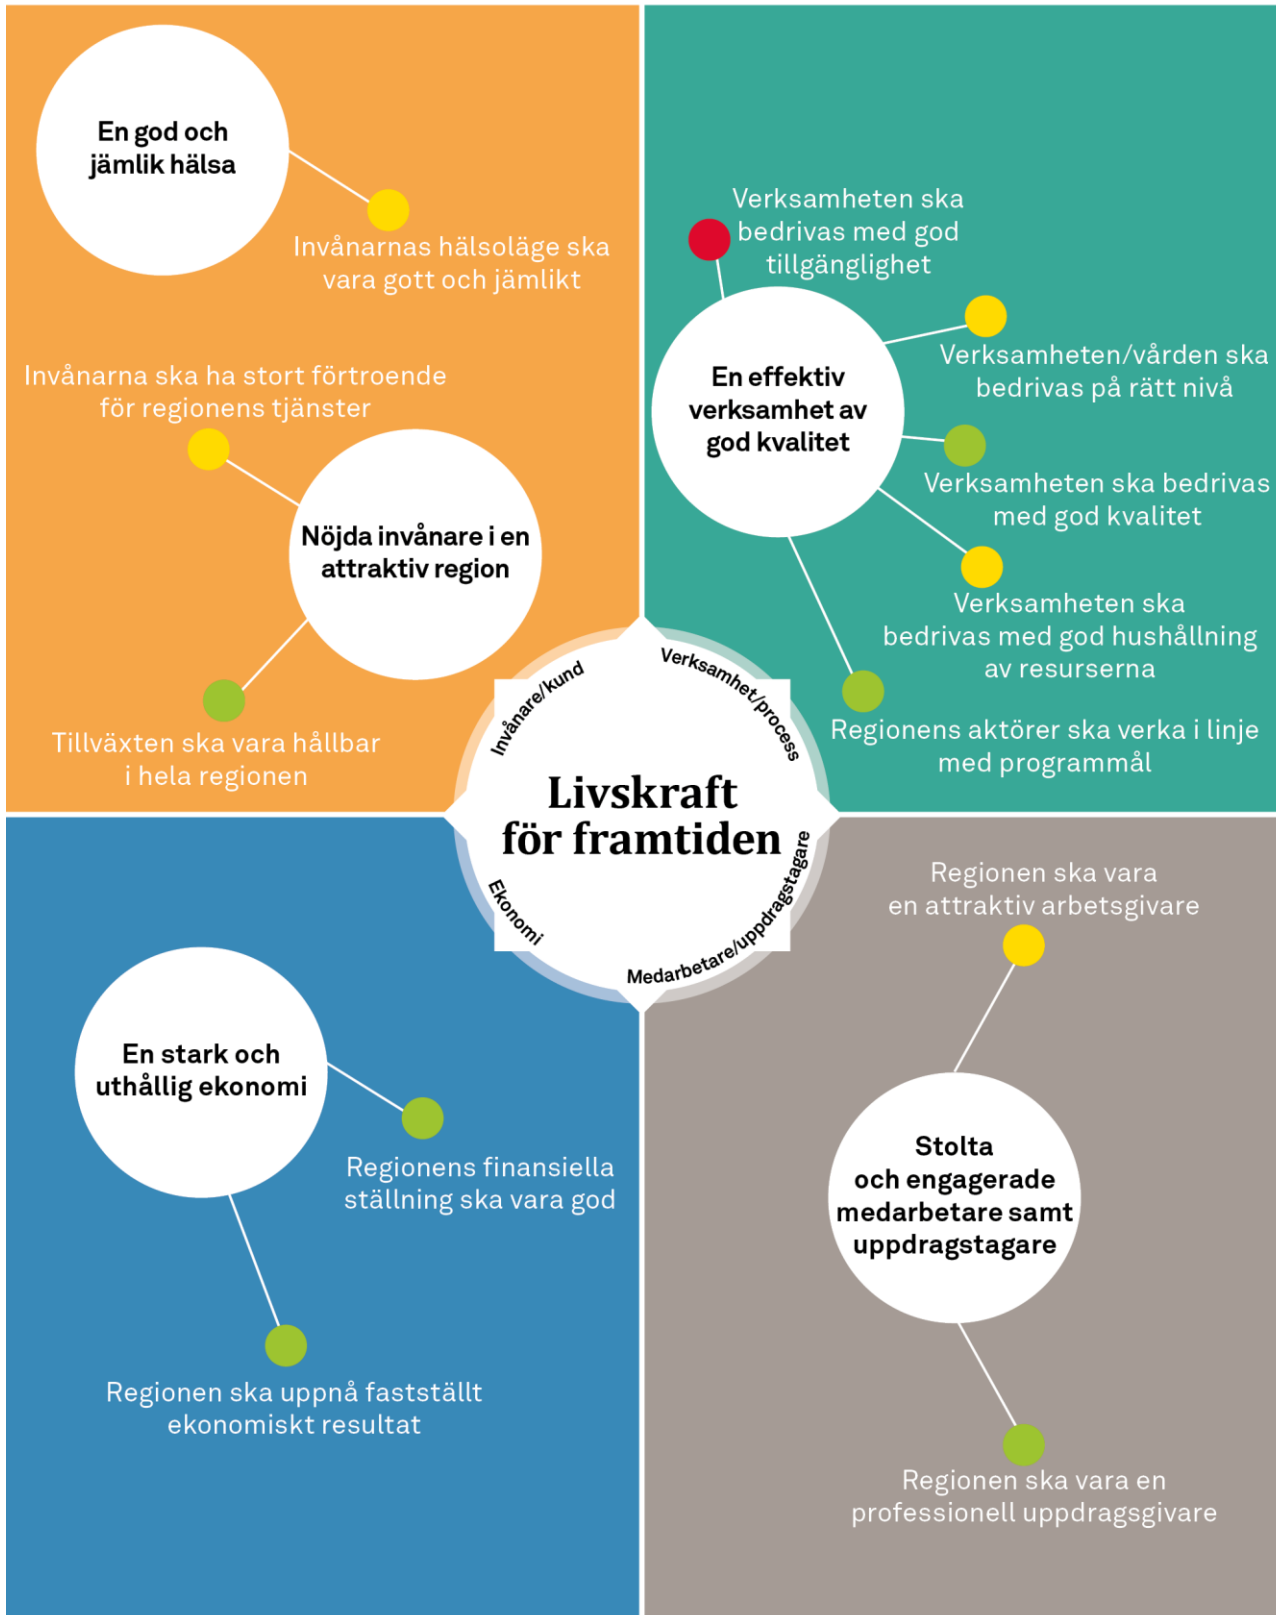 En god och
jämlik hälsa
Invånarnas hälsoläge ska
vara gott och jämlikt
Invånarna ska ha stort förtroende
för regionens tjänster
Nöjda invånare i en
attraktiv region
Tillväxten ska vara hållbar
i hela regionen
Verksamheten ska
bedrivas med god
tillgänglighet
En effektiv
verksamhet av
god kvalitet
Verksamheten/vården ska
bedrivas på rätt nivå
Verksamheten ska bedrivas
med god kvalitet
Verksamheten ska
bedrivas med god hushållning
av resurserna
Regionens aktörer ska verka i linje
med programmål
Invånare/kund
Verksamhet/process
Livskraft
för framtiden
Ekonomi
Medarbetare/uppdragstagare
En stark och
uthållig ekonomi
Regionens finansiella
ställning ska vara god
Regionen ska uppnå fastställt
ekonomiskt resultat
Regionen ska vara
en attraktiv arbetsgivare
Stolta
och engagerade
medarbetare samt
uppdragstagare
Regionen ska vara en
professionell uppdragsgivare